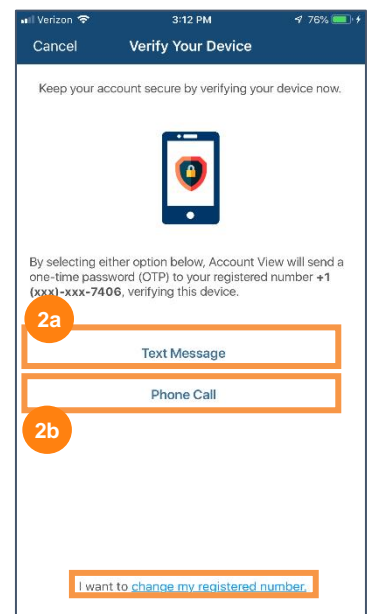 Verizon 3:12 PM 76%
Cancel Verify Your Device
Keep your account secure by verifying your device now.
By selecting either option below, Account View will send a
one-time password (OTP) to your registered number +1
(xxx)-xxx-7406, verifying this device.
2a
Text Message
Phone Call
2b
I want to change my registered number.